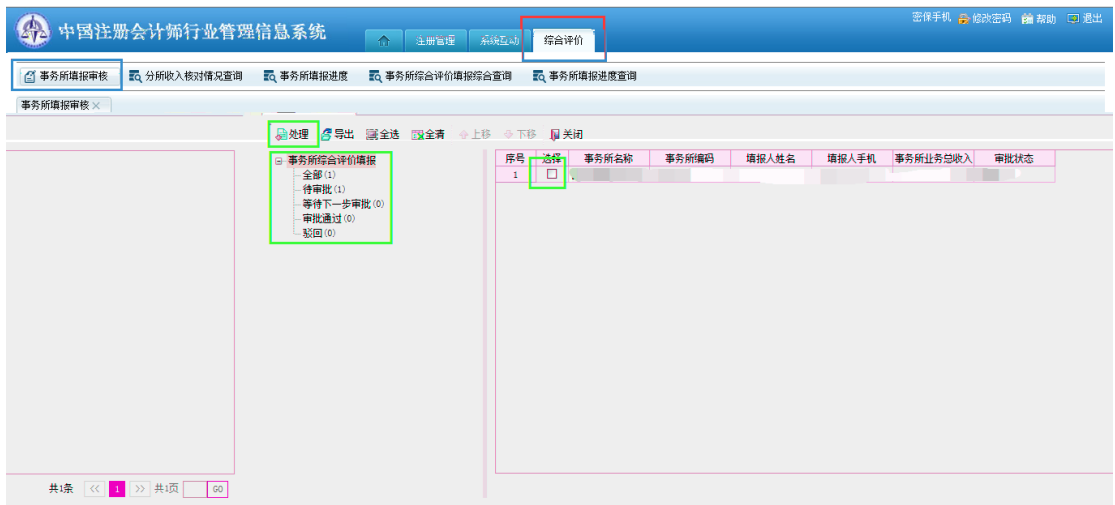 密保手机 修改密码 帮助 退出
中国注册会计师行业管理信息系统
注册管理 系统互动 综合评价
事务所填报审核 分所收入核对情况查询 事务所填报进度 事务所综合评价填报综合查询 事务所填报进度查询
事务所填报审核
处理 导出 全选 全清 上移 下移 关闭
事务所综合评价填报
全部(1)
待审批(1)
等待下一步审批(0)
审批通过(0)
驳回(0)
序号 选择 事务所名称 事务所编码 填报人姓名 填报人手机 事务所业务总收入 审批状态
1
共1条 << 1 >> 共1页 GO